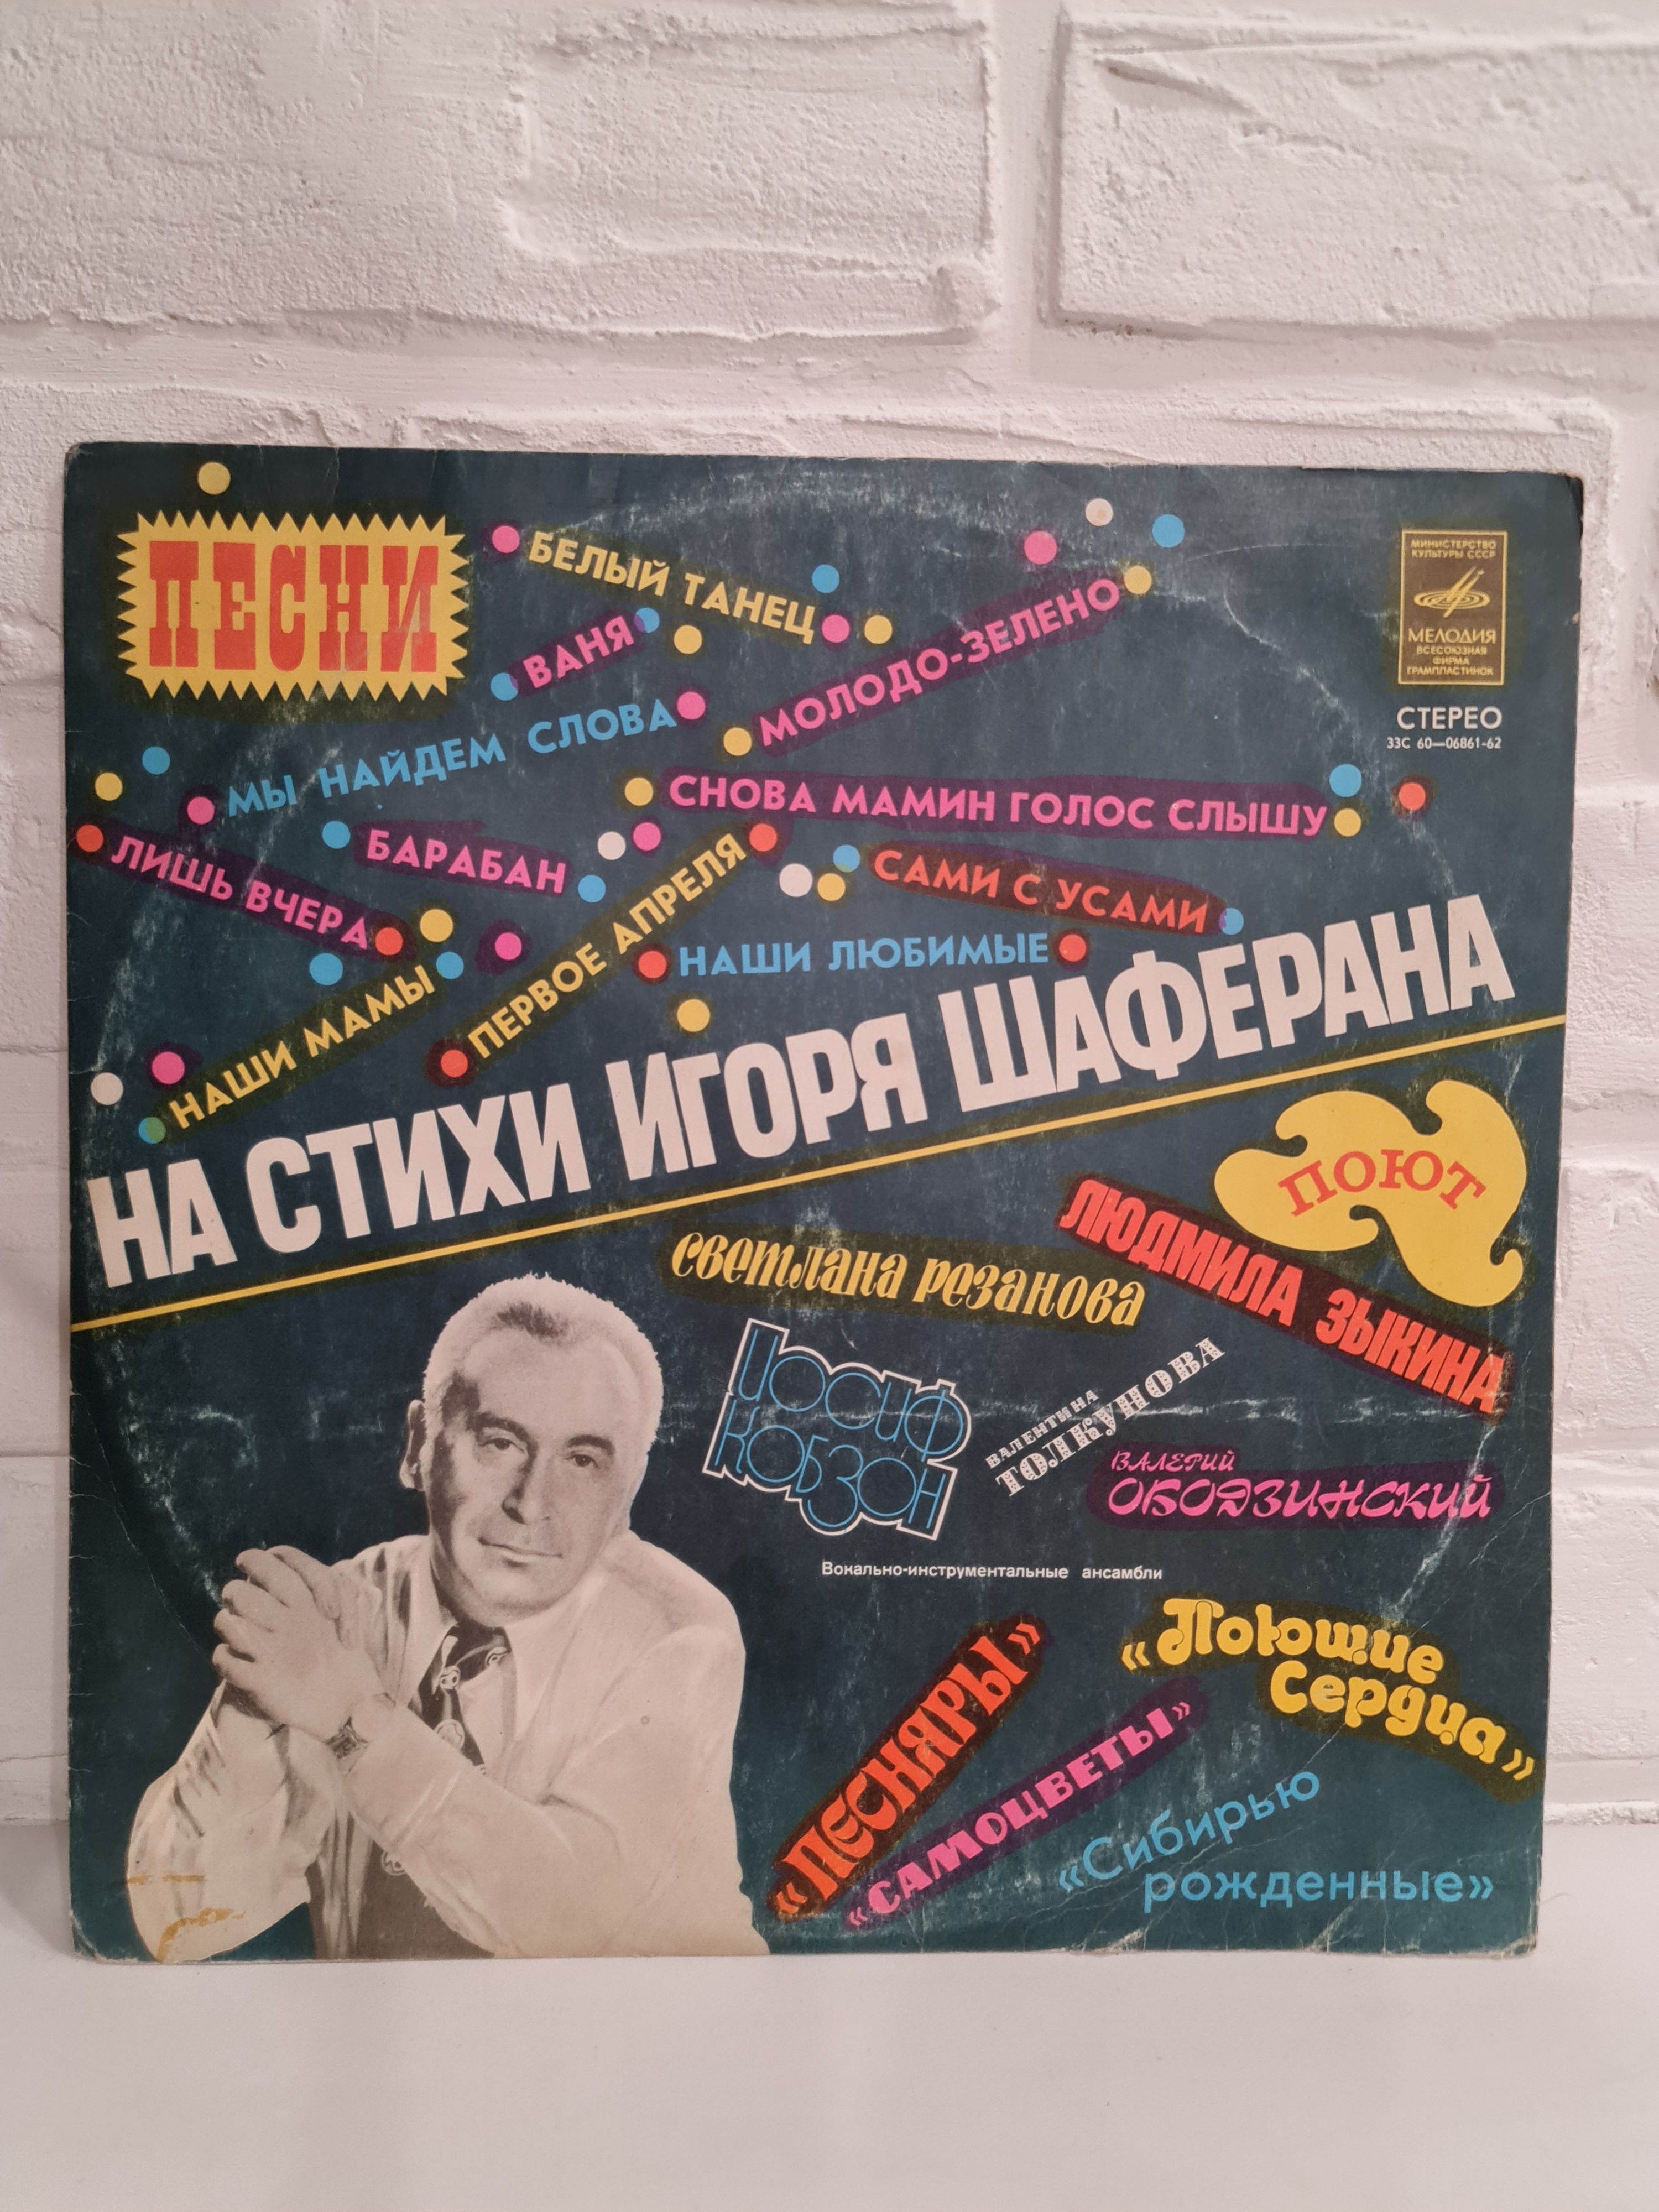 ПЕСНИ
БЕЛЫЙ ТАНЕЦ
ВАНЯ
МОЛОДО-ЗЕЛЕНО
МЫ НАЙДЕМ СЛОВА
СНОВА МАМИН ГОЛОС СЛЫШУ
БАРАБАН
ЛИШЬ ВЧЕРА
САМИ С УСАМИ
ПЕРВОЕ АПРЕЛЯ
НАШИ ЛЮБИМЫЕ
НАШИ МАМЫ
МИНИСТЕРСТВО
КУЛЬТУРЫ СССР
МЕЛОДИЯ
ВСЕСОЮЗНАЯ
ФИРМА
ГРАМПЛАСТИНОК
СТЕРЕО
33С 60—06861-62
НА СТИХИ ИГОРЯ ШАФЕРАНА
ПОЮТ
ЛЮДМИЛА ЗЫКИНА
СВЕТЛАНА РЕЗАНОВА
ИОСИФ
КОБЗОН
ВАЛЕНТИНА
ТОЛКУНОВА
ВАЛЕРИЙ
ОБОДЗИНСКИЙ
Вокально-инструментальные ансамбли
«ПЕСНЯРЫ»
«Поющие
Сердца»
«САМОЦВЕТЫ»
«Сибирью
рожденные»